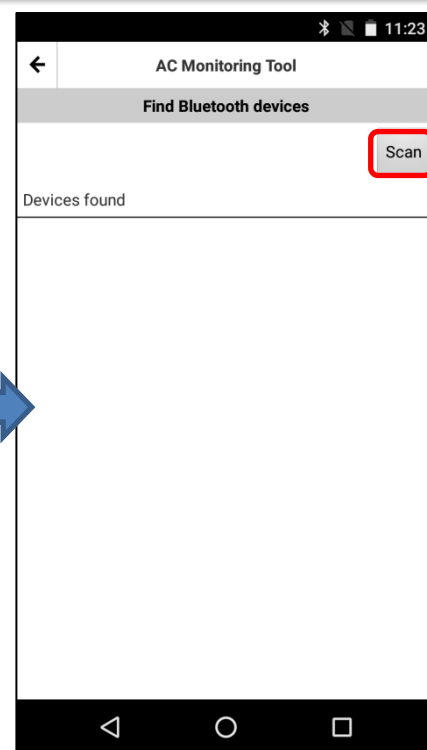 11:23
AC Monitoring Tool
Find Bluetooth devices
Scan
Devices found